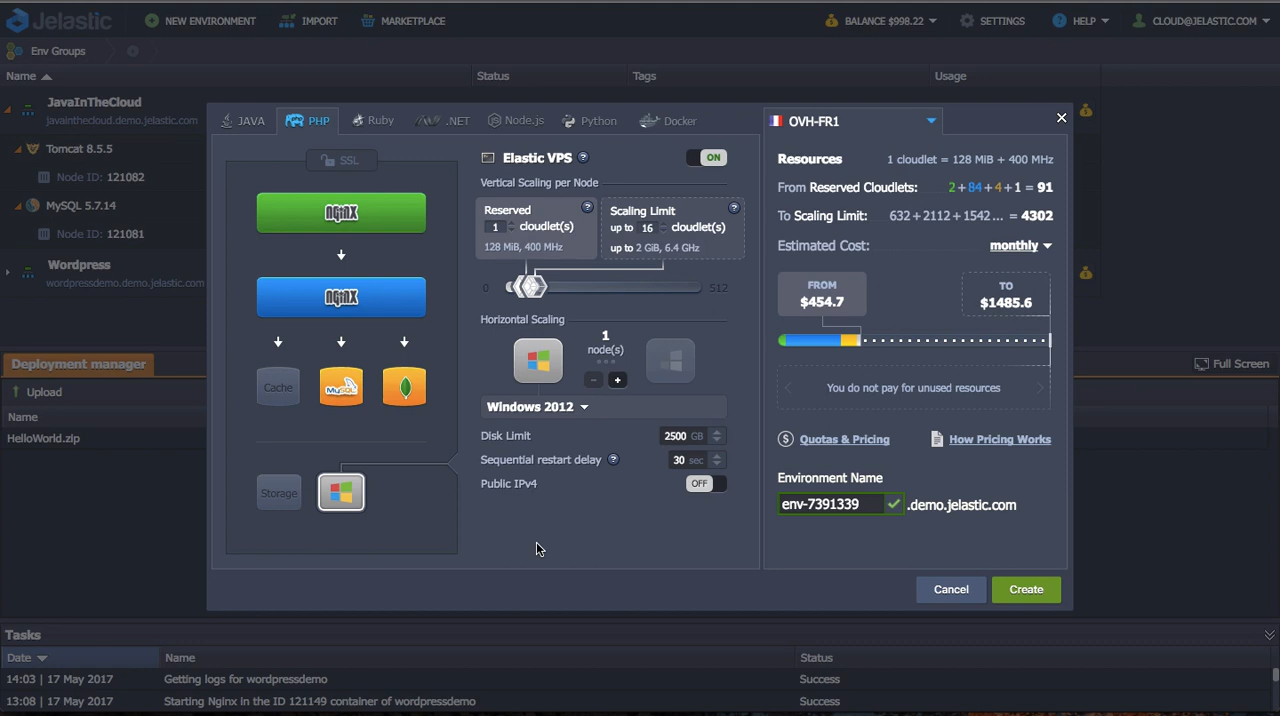 Jelastic NEW ENVIRONMENT IMPORT MARKETPLACE BALANCE $998.22 SETTINGS HELP CLOUD@JELASTIC.COM
Env Groups
Name Status Tags Usage
JavaInTheCloud
javainthecloud.demo.jelastic.com
Tomcat 8.5.5
Node ID: 121082
MySQL 5.7.14
Node ID: 121081
Wordpress
wordpressdemo.demo.jelastic.com
Deployment manager
Full Screen
Upload
Name
HelloWorld.zip
JAVA PHP Ruby .NET Node.js Python Docker
SSL
NGINX
NGINX
Cache MySQL
Storage
Elastic VPS ? ON
Vertical Scaling per Node
Reserved ?
1 cloudlet(s)
128 MiB, 400 MHz
Scaling Limit ?
up to 16 cloudlet(s)
up to 2 GiB, 6.4 GHz
0 512
Horizontal Scaling
1
node(s)
- +
Windows 2012
Disk Limit 2500 GB
Sequential restart delay ? 30 sec
Public IPv4 OFF
OVH-FR1
Resources 1 cloudlet = 128 MiB + 400 MHz
From Reserved Cloudlets: 2+84+4+1 = 91
To Scaling Limit: 632+2112+1542... = 4302
Estimated Cost: monthly
FROM
$454.7
TO
$1485.6
You do not pay for unused resources
$ Quotas & Pricing How Pricing Works
Environment Name
env-7391339 .demo.jelastic.com
Cancel Create
Tasks
Date Name Status
14:03 | 17 May 2017 Getting logs for wordpressdemo Success
13:08 | 17 May 2017 Starting Nginx in the ID 121149 container of wordpressdemo Success